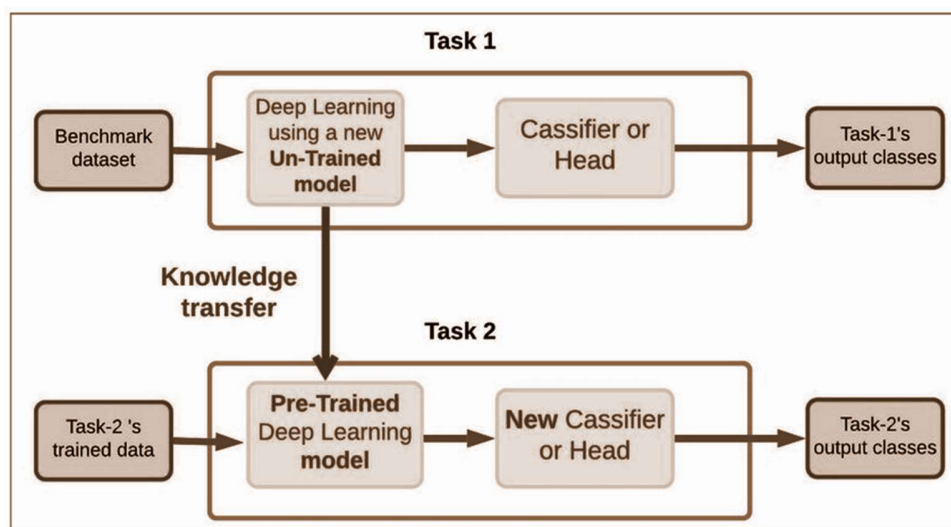 Task 1
Benchmark
dataset
Deep Learning
using a new
Un-Trained
model
Cassifier or
Head
Task-1's
output classes
Knowledge
transfer
Task 2
Task-2 's
trained data
Pre-Trained
Deep Learning
model
New Cassifier
or Head
Task-2's
output classes